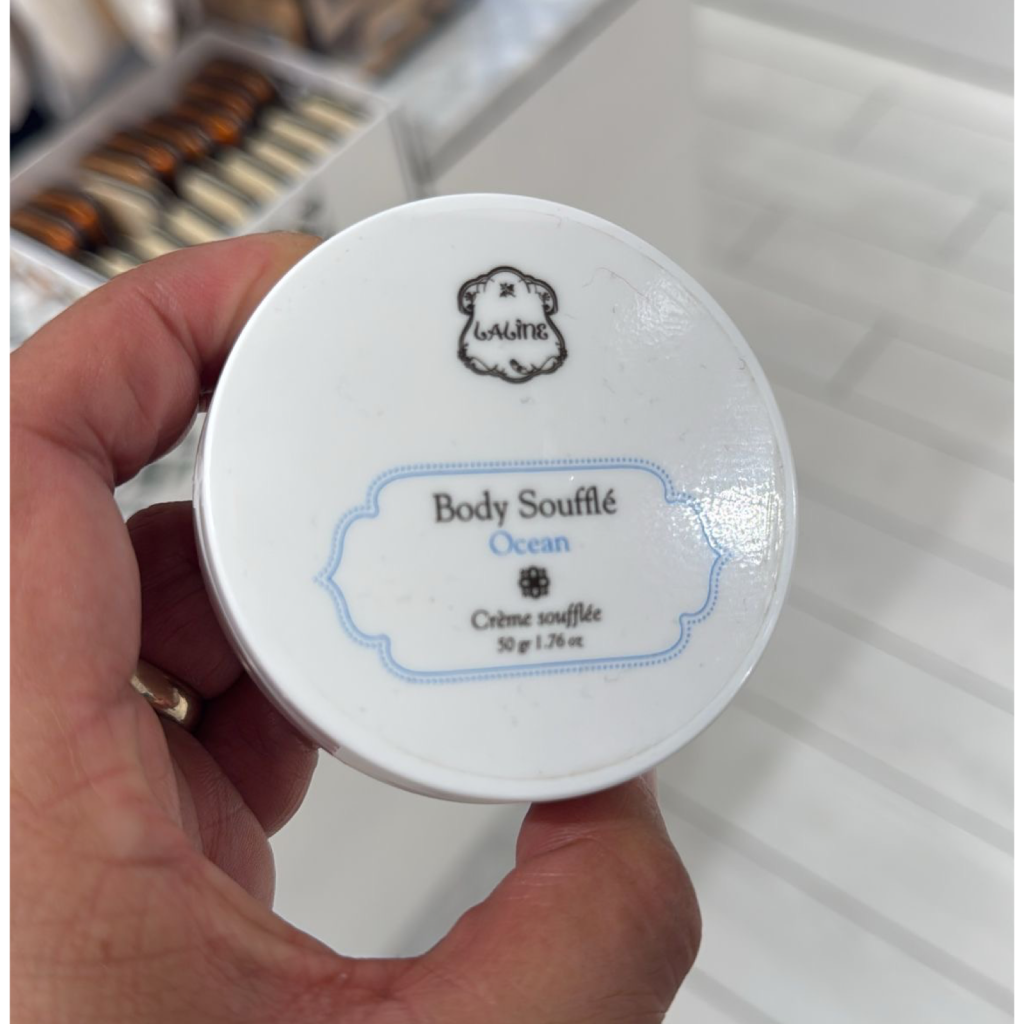 LALINE
Body Soufflé
Ocean
Crème soufflée
50 gr 1.76 oz